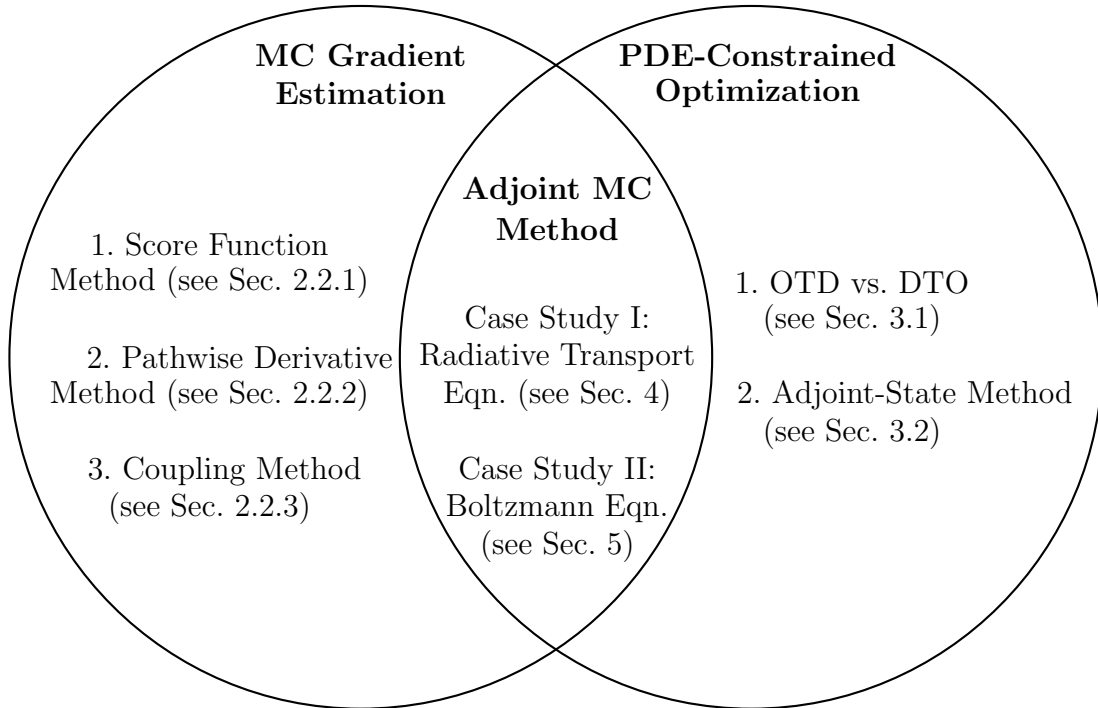 MC Gradient
Estimation
1. Score Function
Method (see Sec. 2.2.1)
2. Pathwise Derivative
Method (see Sec. 2.2.2)
3. Coupling Method
(see Sec. 2.2.3)
Adjoint MC
Method
Case Study I:
Radiative Transport
Eqn. (see Sec. 4)
Case Study II:
Boltzmann Eqn.
(see Sec. 5)
PDE-Constrained
Optimization
1. OTD vs. DTO
(see Sec. 3.1)
2. Adjoint-State Method
(see Sec. 3.2)